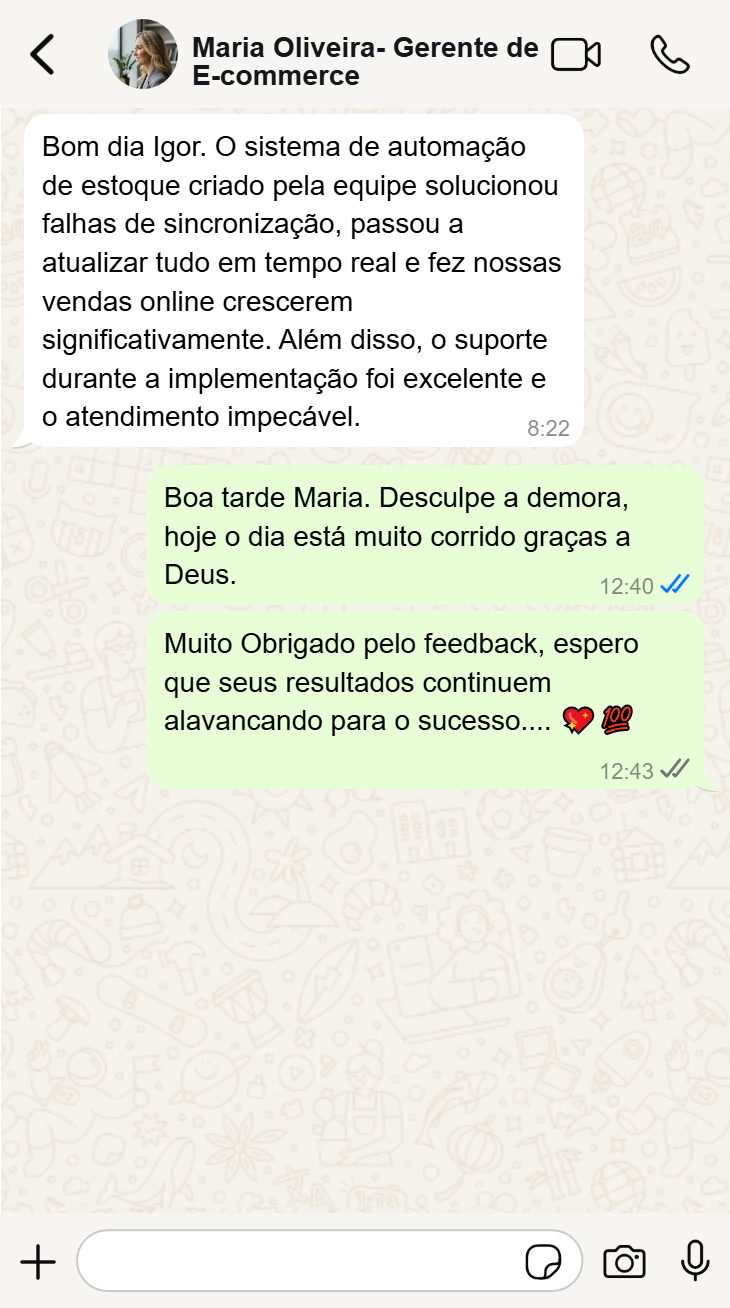 Maria Oliveira- Gerente de
E-commerce
Bom dia Igor. O sistema de automação
de estoque criado pela equipe solucionou
falhas de sincronização, passou a
atualizar tudo em tempo real e fez nossas
vendas online crescerem
significativamente. Além disso, o suporte
durante a implementação foi excelente e
o atendimento impecável.
8:22
Boa tarde Maria. Desculpe a demora,
hoje o dia está muito corrido graças a
Deus.
12:40
Muito Obrigado pelo feedback, espero
que seus resultados continuem
alavancando para o sucesso.... 💖 💯
12:43